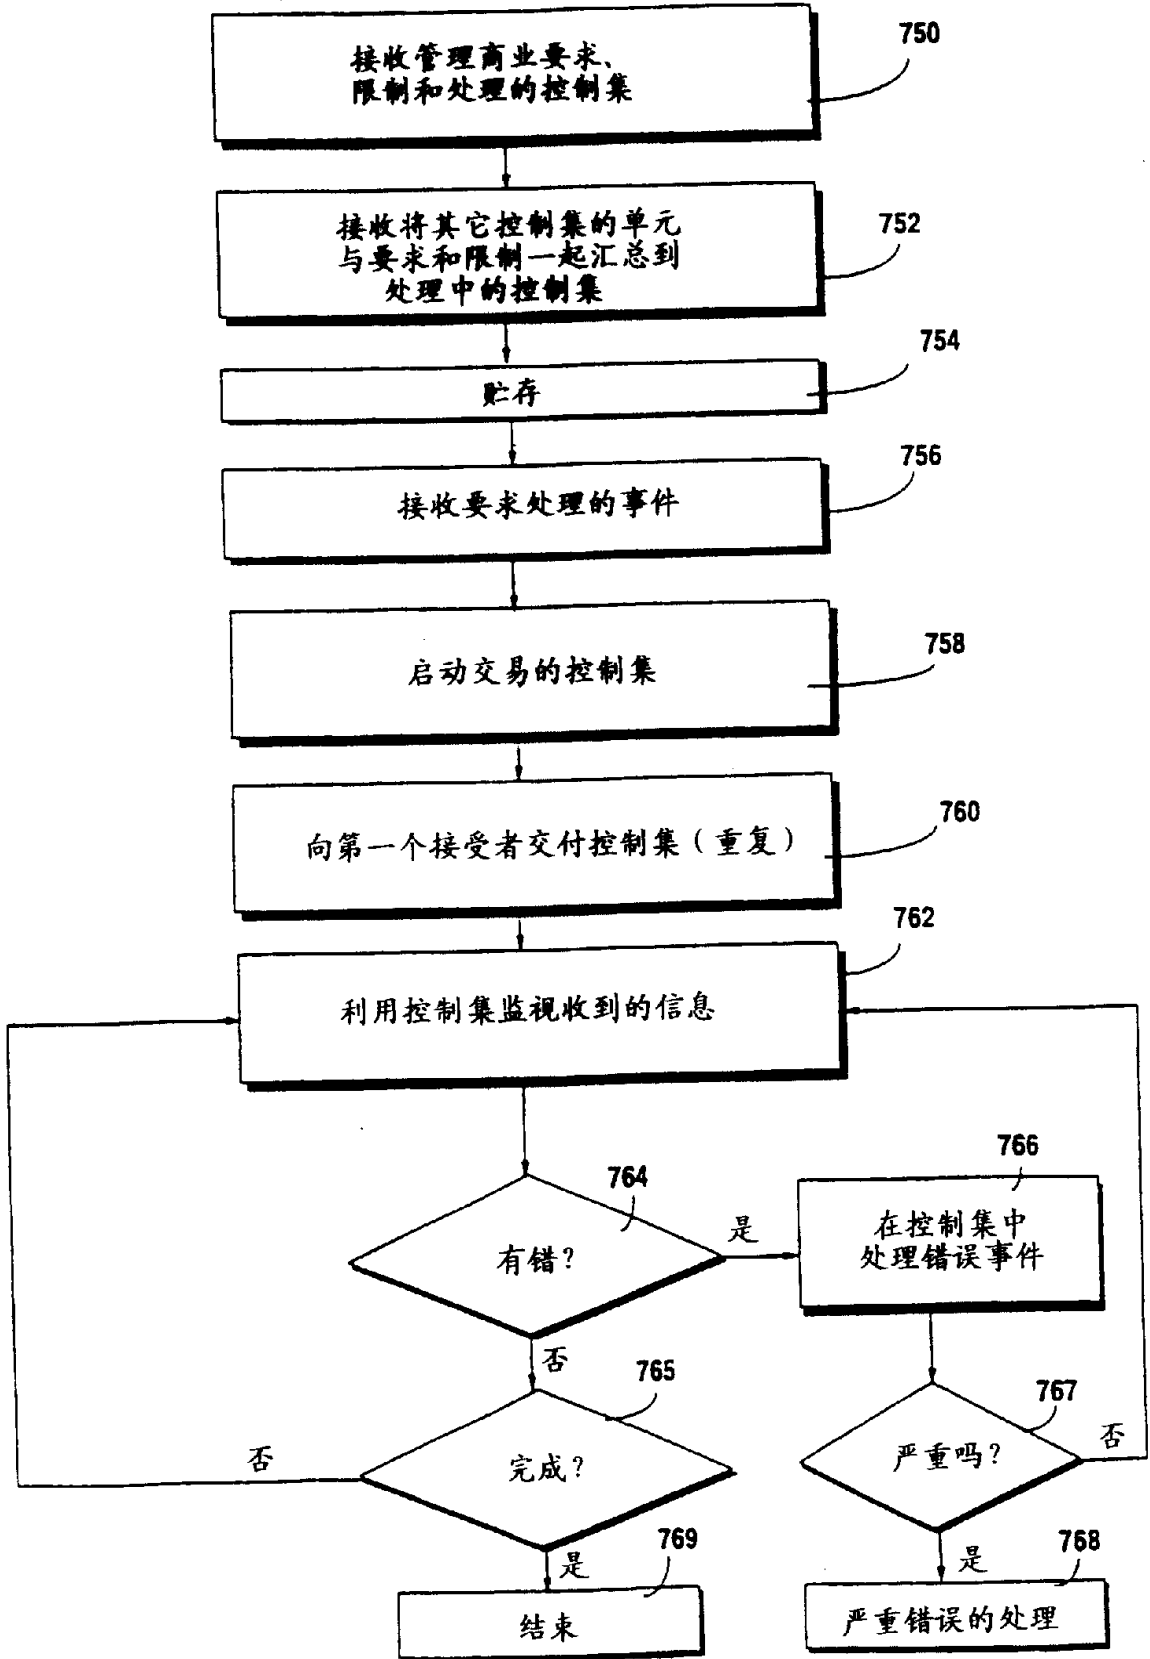 接收管理商业要求、
限制和处理的控制集
750
接收将其它控制集的单元
与要求和限制一起汇总到
处理中的控制集
752
贮存
754
接收要求处理的事件
756
启动交易的控制集
758
向第一个接受者交付控制集(重复)
760
利用控制集监视收到的信息
762
有错?
764
是
在控制集中
处理错误事件
766
否
完成?
765
否
严重吗?
767
否
是
结束
769
是
严重错误的处理
768